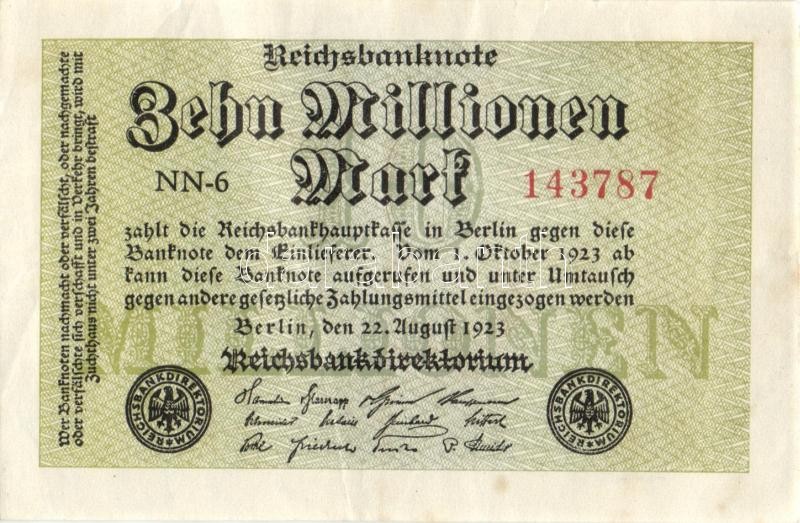 Reichsbanknote
Zehn Millionen
Mark
NN-6
143787
zahlt die Reichsbankhauptkasse in Berlin gegen diese
Banknote dem Einlieferer. Vom 1. Oktober 1923 ab
kann diese Banknote aufgerufen und unter Umtausch
gegen andere gesetzliche Zahlungsmittel eingezogen werden
Berlin, den 22. August 1923
Reichsbankdirektorium
Wer Banknoten nachmacht oder verfälscht, oder nachgemachte
oder verfälschte sich verschafft und in Verkehr bringt, wird mit
Zuchthaus nicht unter zwei Jahren bestraft
REICHSBANKDIREKTORIUM
REICHSBANKDIREKTORIUM
10